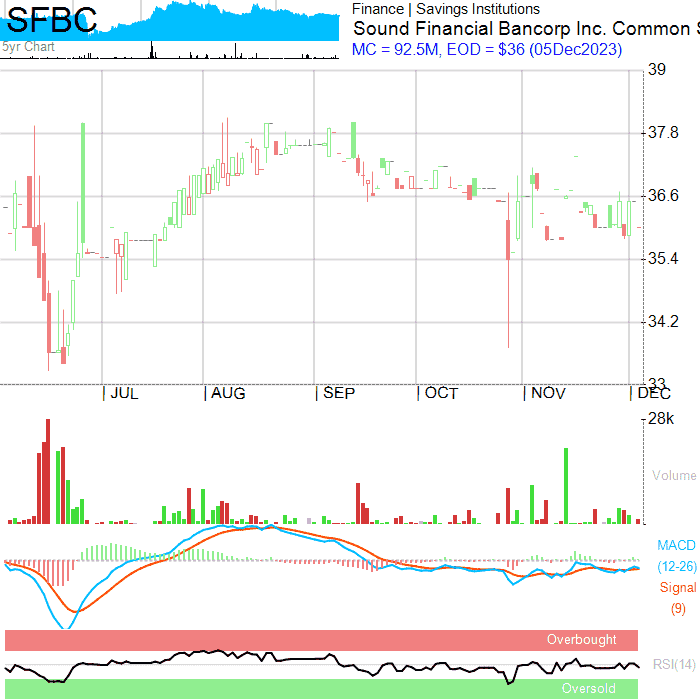 SFBC
5yr Chart
Finance | Savings Institutions
Sound Financial Bancorp Inc. Common S
MC = 92.5M, EOD = $36 (05Dec2023)
39
37.8
36.6
35.4
34.2
33
| JUL | AUG | SEP | OCT | NOV | DEC
28k
Volume
MACD
(12-26)
Signal
(9)
Overbought
RSI(14)
Oversold